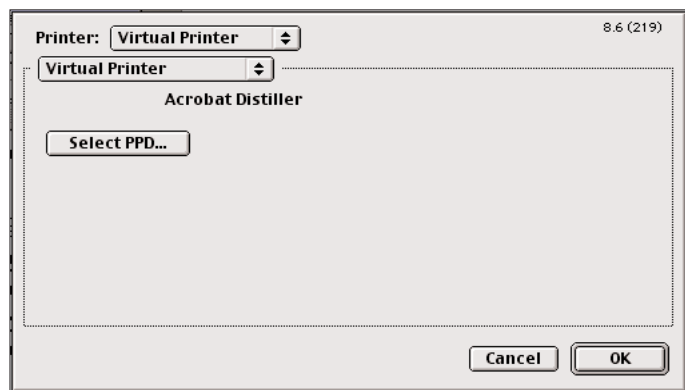 8.6 (219)
Printer: Virtual Printer
Virtual Printer
Acrobat Distiller
Select PPD...
Cancel OK